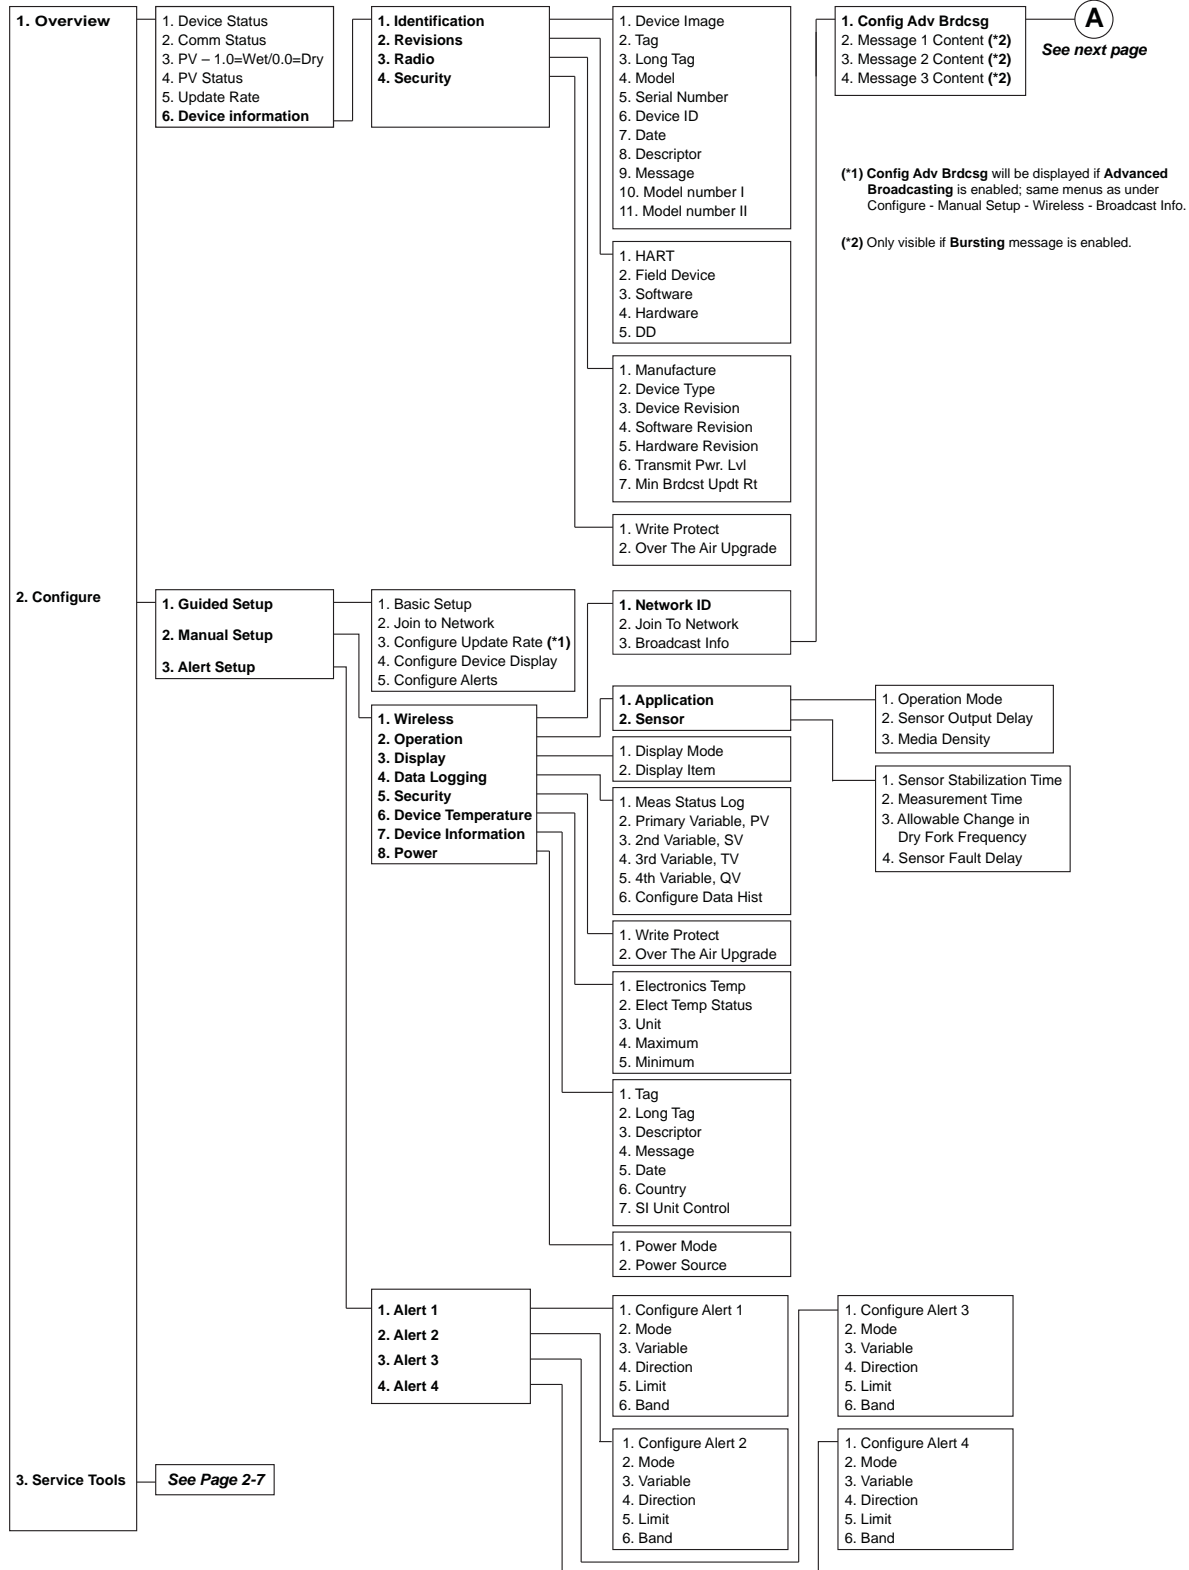 1. Overview
1. Device Status
2. Comm Status
3. PV – 1.0=Wet/0.0=Dry
4. PV Status
5. Update Rate
6. Device information
1. Identification
2. Revisions
3. Radio
4. Security
1. Device Image
2. Tag
3. Long Tag
4. Model
5. Serial Number
6. Device ID
7. Date
8. Descriptor
9. Message
10. Model number I
11. Model number II
1. HART
2. Field Device
3. Software
4. Hardware
5. DD
1. Manufacture
2. Device Type
3. Device Revision
4. Software Revision
5. Hardware Revision
6. Transmit Pwr. Lvl
7. Min Brdcst Updt Rt
1. Write Protect
2. Over The Air Upgrade
1. Config Adv Brdcsg
2. Message 1 Content (*2)
3. Message 2 Content (*2)
4. Message 3 Content (*2)
A
See next page
(*1) Config Adv Brdcsg will be displayed if Advanced
Broadcasting is enabled; same menus as under
Configure - Manual Setup - Wireless - Broadcast Info.
(*2) Only visible if Bursting message is enabled.
2. Configure
1. Guided Setup
2. Manual Setup
3. Alert Setup
1. Basic Setup
2. Join to Network
3. Configure Update Rate (*1)
4. Configure Device Display
5. Configure Alerts
1. Network ID
2. Join To Network
3. Broadcast Info
1. Wireless
2. Operation
3. Display
4. Data Logging
5. Security
6. Device Temperature
7. Device Information
8. Power
1. Application
2. Sensor
1. Operation Mode
2. Sensor Output Delay
3. Media Density
1. Sensor Stabilization Time
2. Measurement Time
3. Allowable Change in
Dry Fork Frequency
4. Sensor Fault Delay
1. Display Mode
2. Display Item
1. Meas Status Log
2. Primary Variable, PV
3. 2nd Variable, SV
4. 3rd Variable, TV
5. 4th Variable, QV
6. Configure Data Hist
1. Write Protect
2. Over The Air Upgrade
1. Electronics Temp
2. Elect Temp Status
3. Unit
4. Maximum
5. Minimum
1. Tag
2. Long Tag
3. Descriptor
4. Message
5. Date
6. Country
7. SI Unit Control
1. Power Mode
2. Power Source
1. Alert 1
2. Alert 2
3. Alert 3
4. Alert 4
1. Configure Alert 1
2. Mode
3. Variable
4. Direction
5. Limit
6. Band
1. Configure Alert 3
2. Mode
3. Variable
4. Direction
5. Limit
6. Band
1. Configure Alert 2
2. Mode
3. Variable
4. Direction
5. Limit
6. Band
1. Configure Alert 4
2. Mode
3. Variable
4. Direction
5. Limit
6. Band
3. Service Tools
See Page 2-7